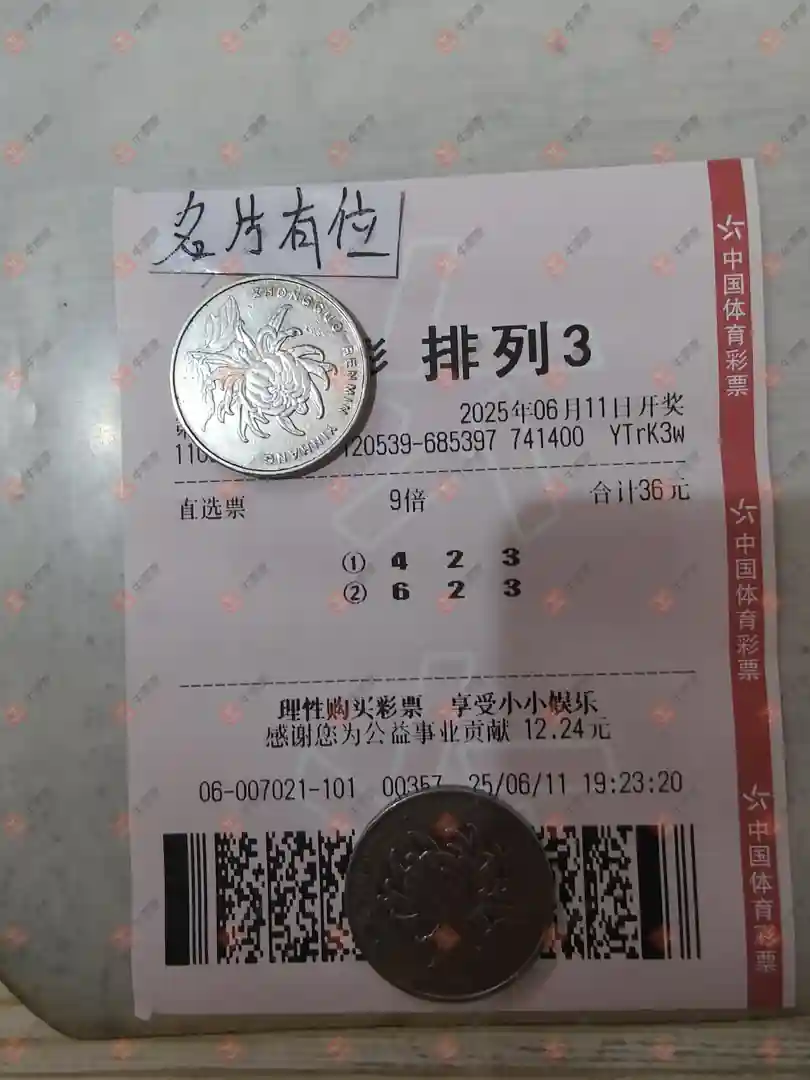 名片有位
ZHONGGUO RENMIN YINHANG
排列3
2025年06月11日开奖
110 120539-685397 741400 YTrK3w
直选票 9倍 合计36元
① 4 2 3
② 6 2 3
理性购买彩票 享受小小娱乐
感谢您为公益事业贡献 12.24元
06-007021-101 00357 25/06/11 19:23:20
中国体育彩票
中国体育彩票
中国体育彩票